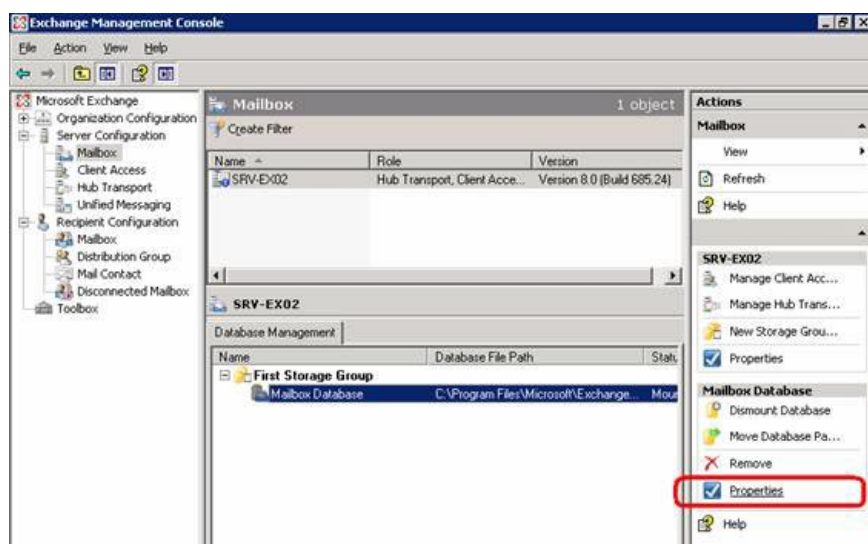 Exchange Management Console
File Action View Help
Microsoft Exchange
Organization Configuration
Server Configuration
Mailbox
Client Access
Hub Transport
Unified Messaging
Recipient Configuration
Mailbox
Distribution Group
Mail Contact
Disconnected Mailbox
Toolbox
Mailbox 1 object
Create Filter
Name Role Version
SRV-EX02 Hub Transport, Client Acce... Version 8.0 (Build 685.24)
SRV-EX02
Database Management
Name Database File Path Statu
First Storage Group
Mailbox Database C:\Program Files\Microsoft\Exchange... Moun
Actions
Mailbox
View
Refresh
Help
SRV-EX02
Manage Client Acc...
Manage Hub Trans...
New Storage Grou...
Properties
Mailbox Database
Dismount Database
Move Database Pa...
Remove
Properties
Help